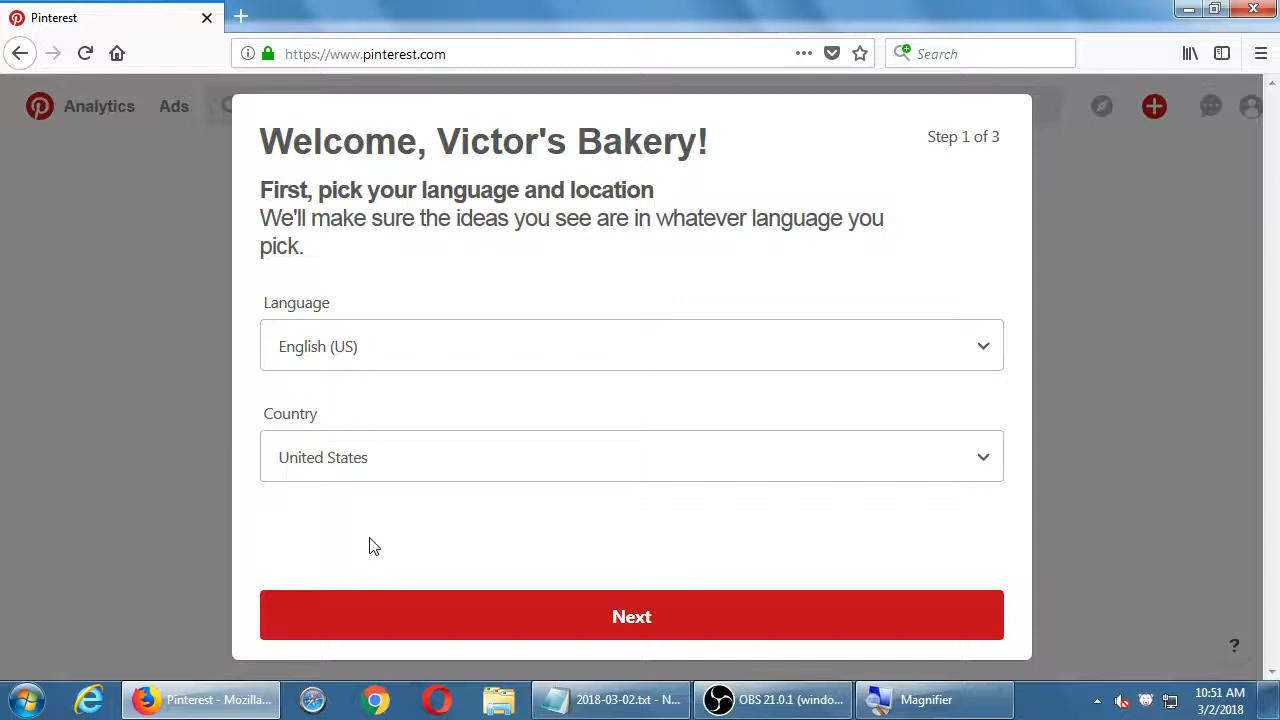 Pinterest
https://www.pinterest.com
Search
Analytics
Ads
Welcome, Victor's Bakery!
Step 1 of 3
First, pick your language and location
We'll make sure the ideas you see are in whatever language you
pick.
Language
English (US)
Country
United States
Next
?
Pinterest - Mozilla...
2018-03-02.txt - N...
OBS 21.0.1 (windo...
Magnifier
10:51 AM
3/2/2018